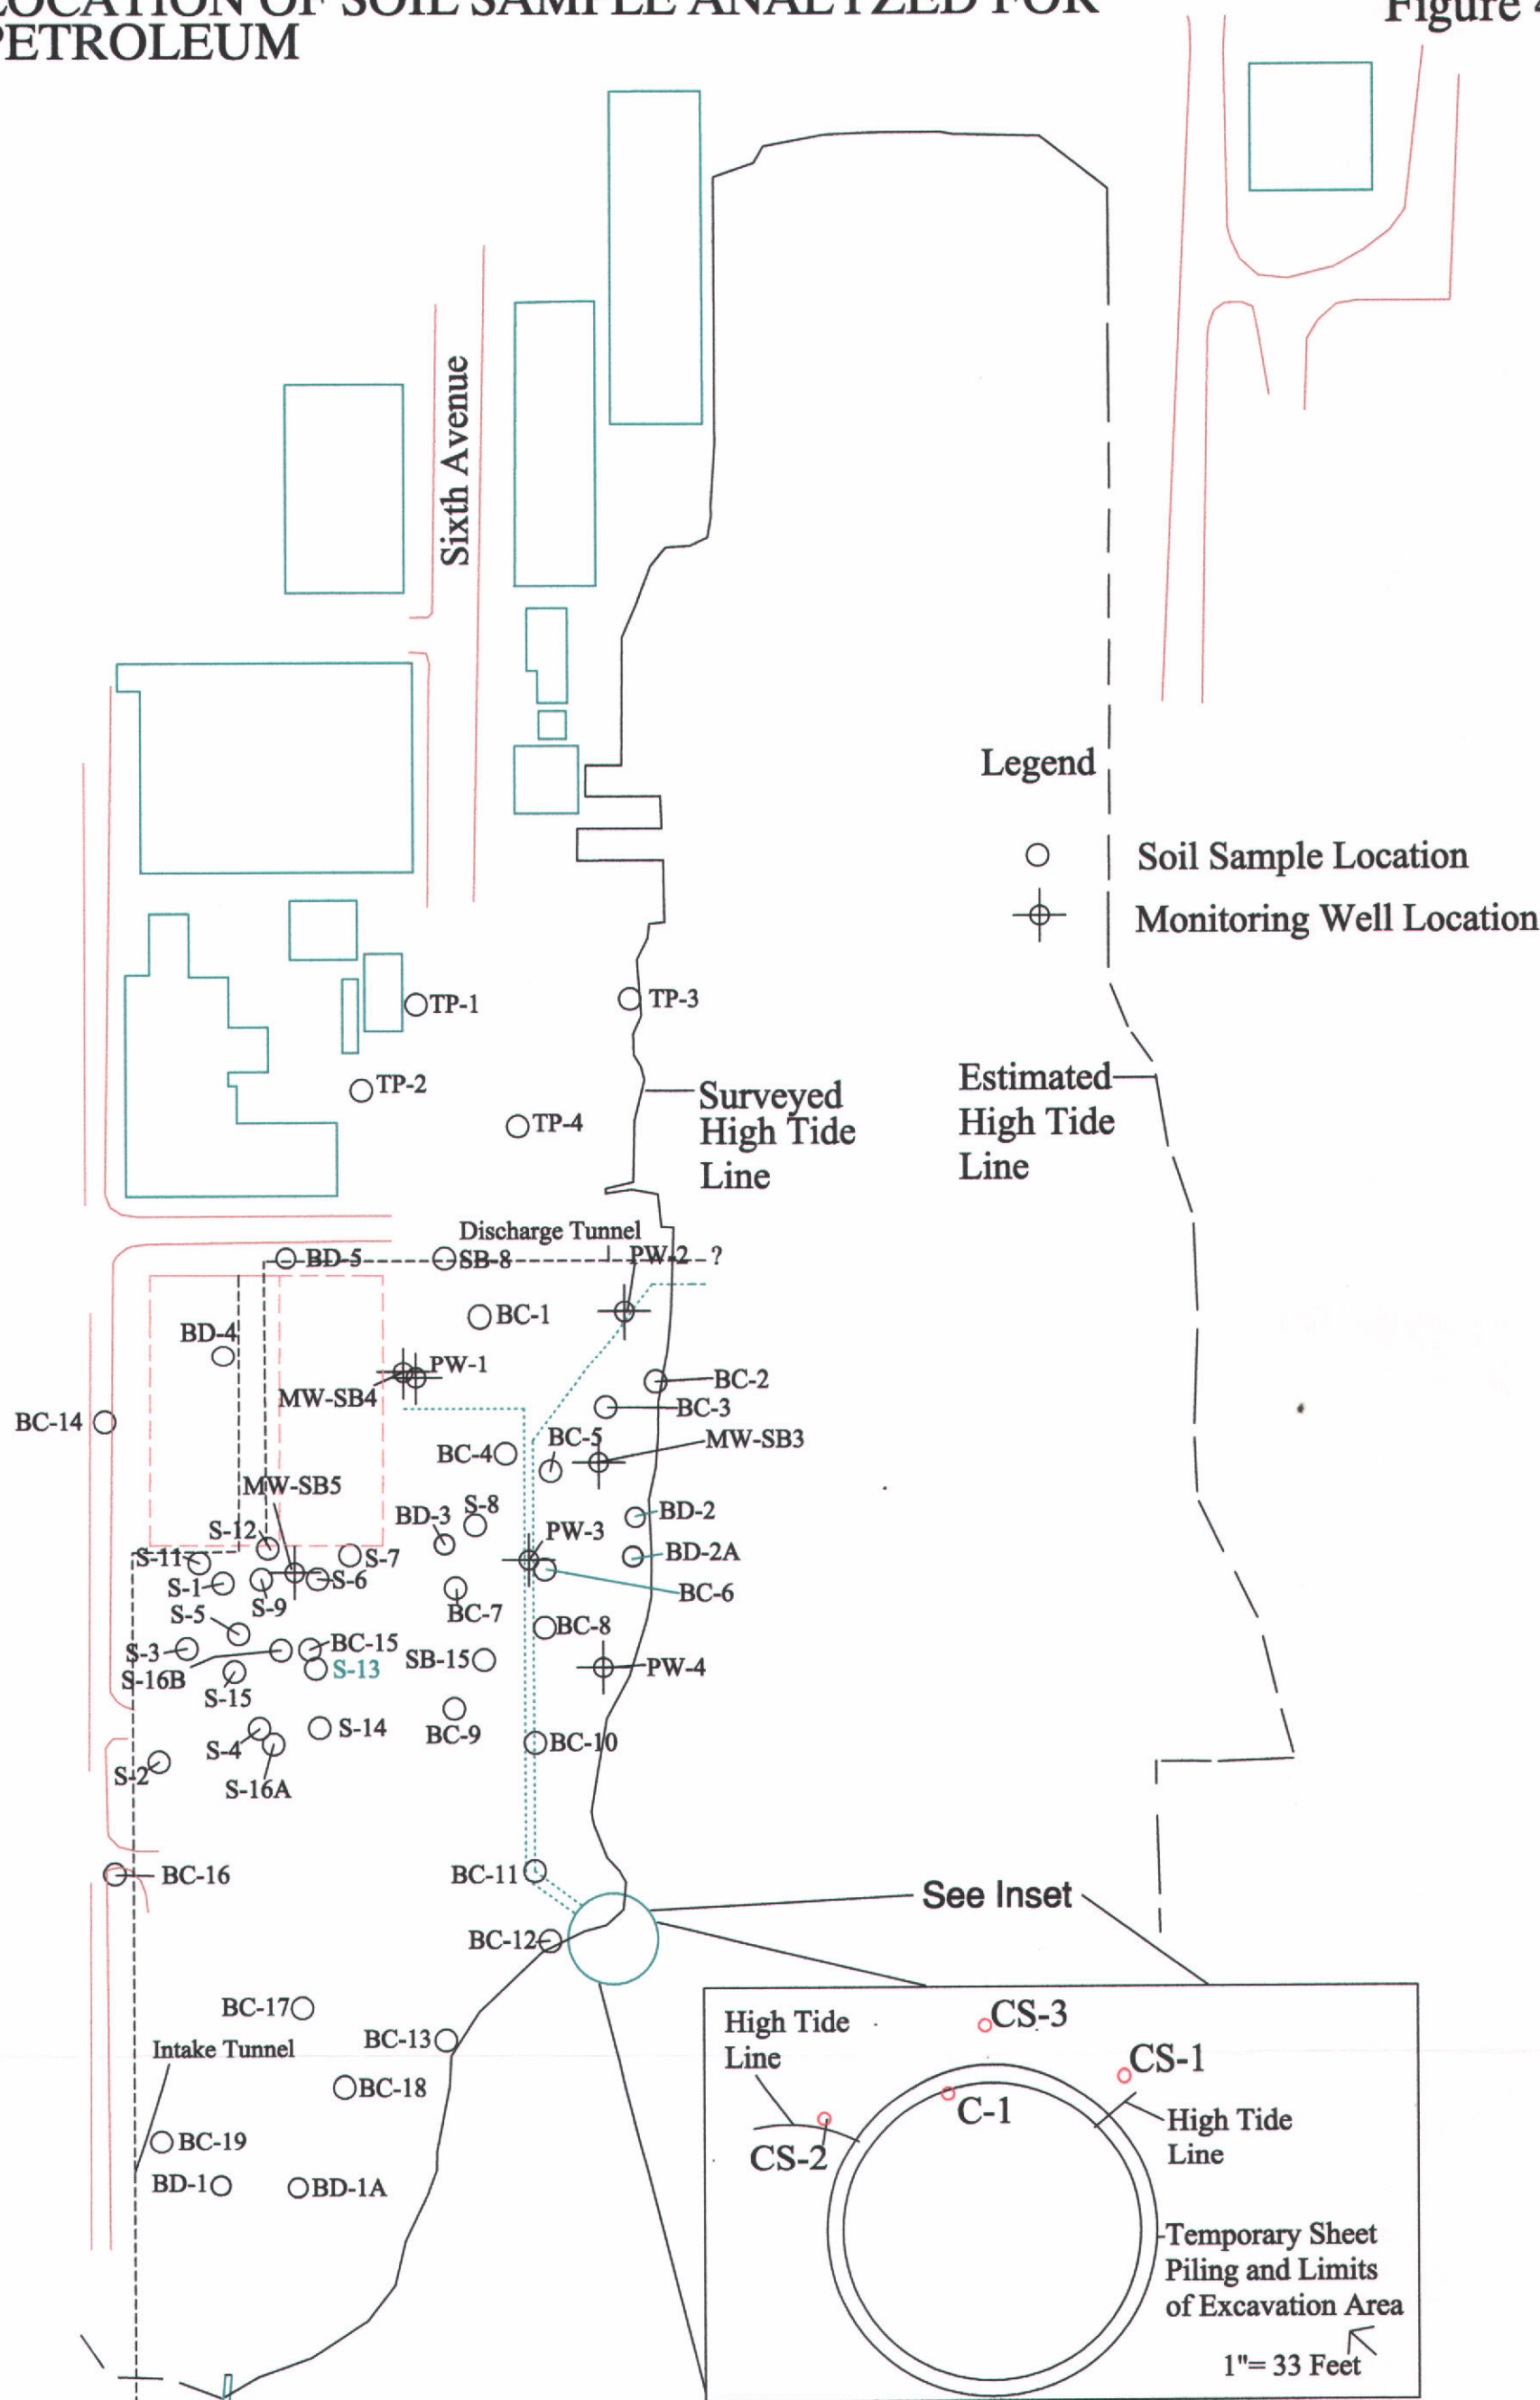 LOCATION OF SOIL SAMPLE ANALYZED FOR
PETROLEUM
Figure 4
Sixth Avenue
Legend
Soil Sample Location
Monitoring Well Location
TP-1
TP-3
TP-2
TP-4
Surveyed
High Tide
Line
Estimated
High Tide
Line
Discharge Tunnel
BD-5
SB-8
PW-2
?
BC-1
BD-4
PW-1
MW-SB4
BC-2
BC-3
BC-14
BC-4
BC-5
MW-SB3
MW-SB5
BD-3
S-8
BD-2
S-12
PW-3
S-11
S-7
BD-2A
S-1
S-6
BC-6
S-9
BC-7
S-5
BC-8
S-3
BC-15
SB-15
S-13
PW-4
S-16B
S-15
S-14
BC-9
BC-10
S-4
S-2
S-16A
BC-16
BC-11
See Inset
BC-12
BC-17
BC-13
Intake Tunnel
BC-18
BC-19
BD-1
BD-1A
High Tide
Line
CS-3
CS-1
C-1
High Tide
Line
CS-2
Temporary Sheet
Piling and Limits
of Excavation Area
1"= 33 Feet